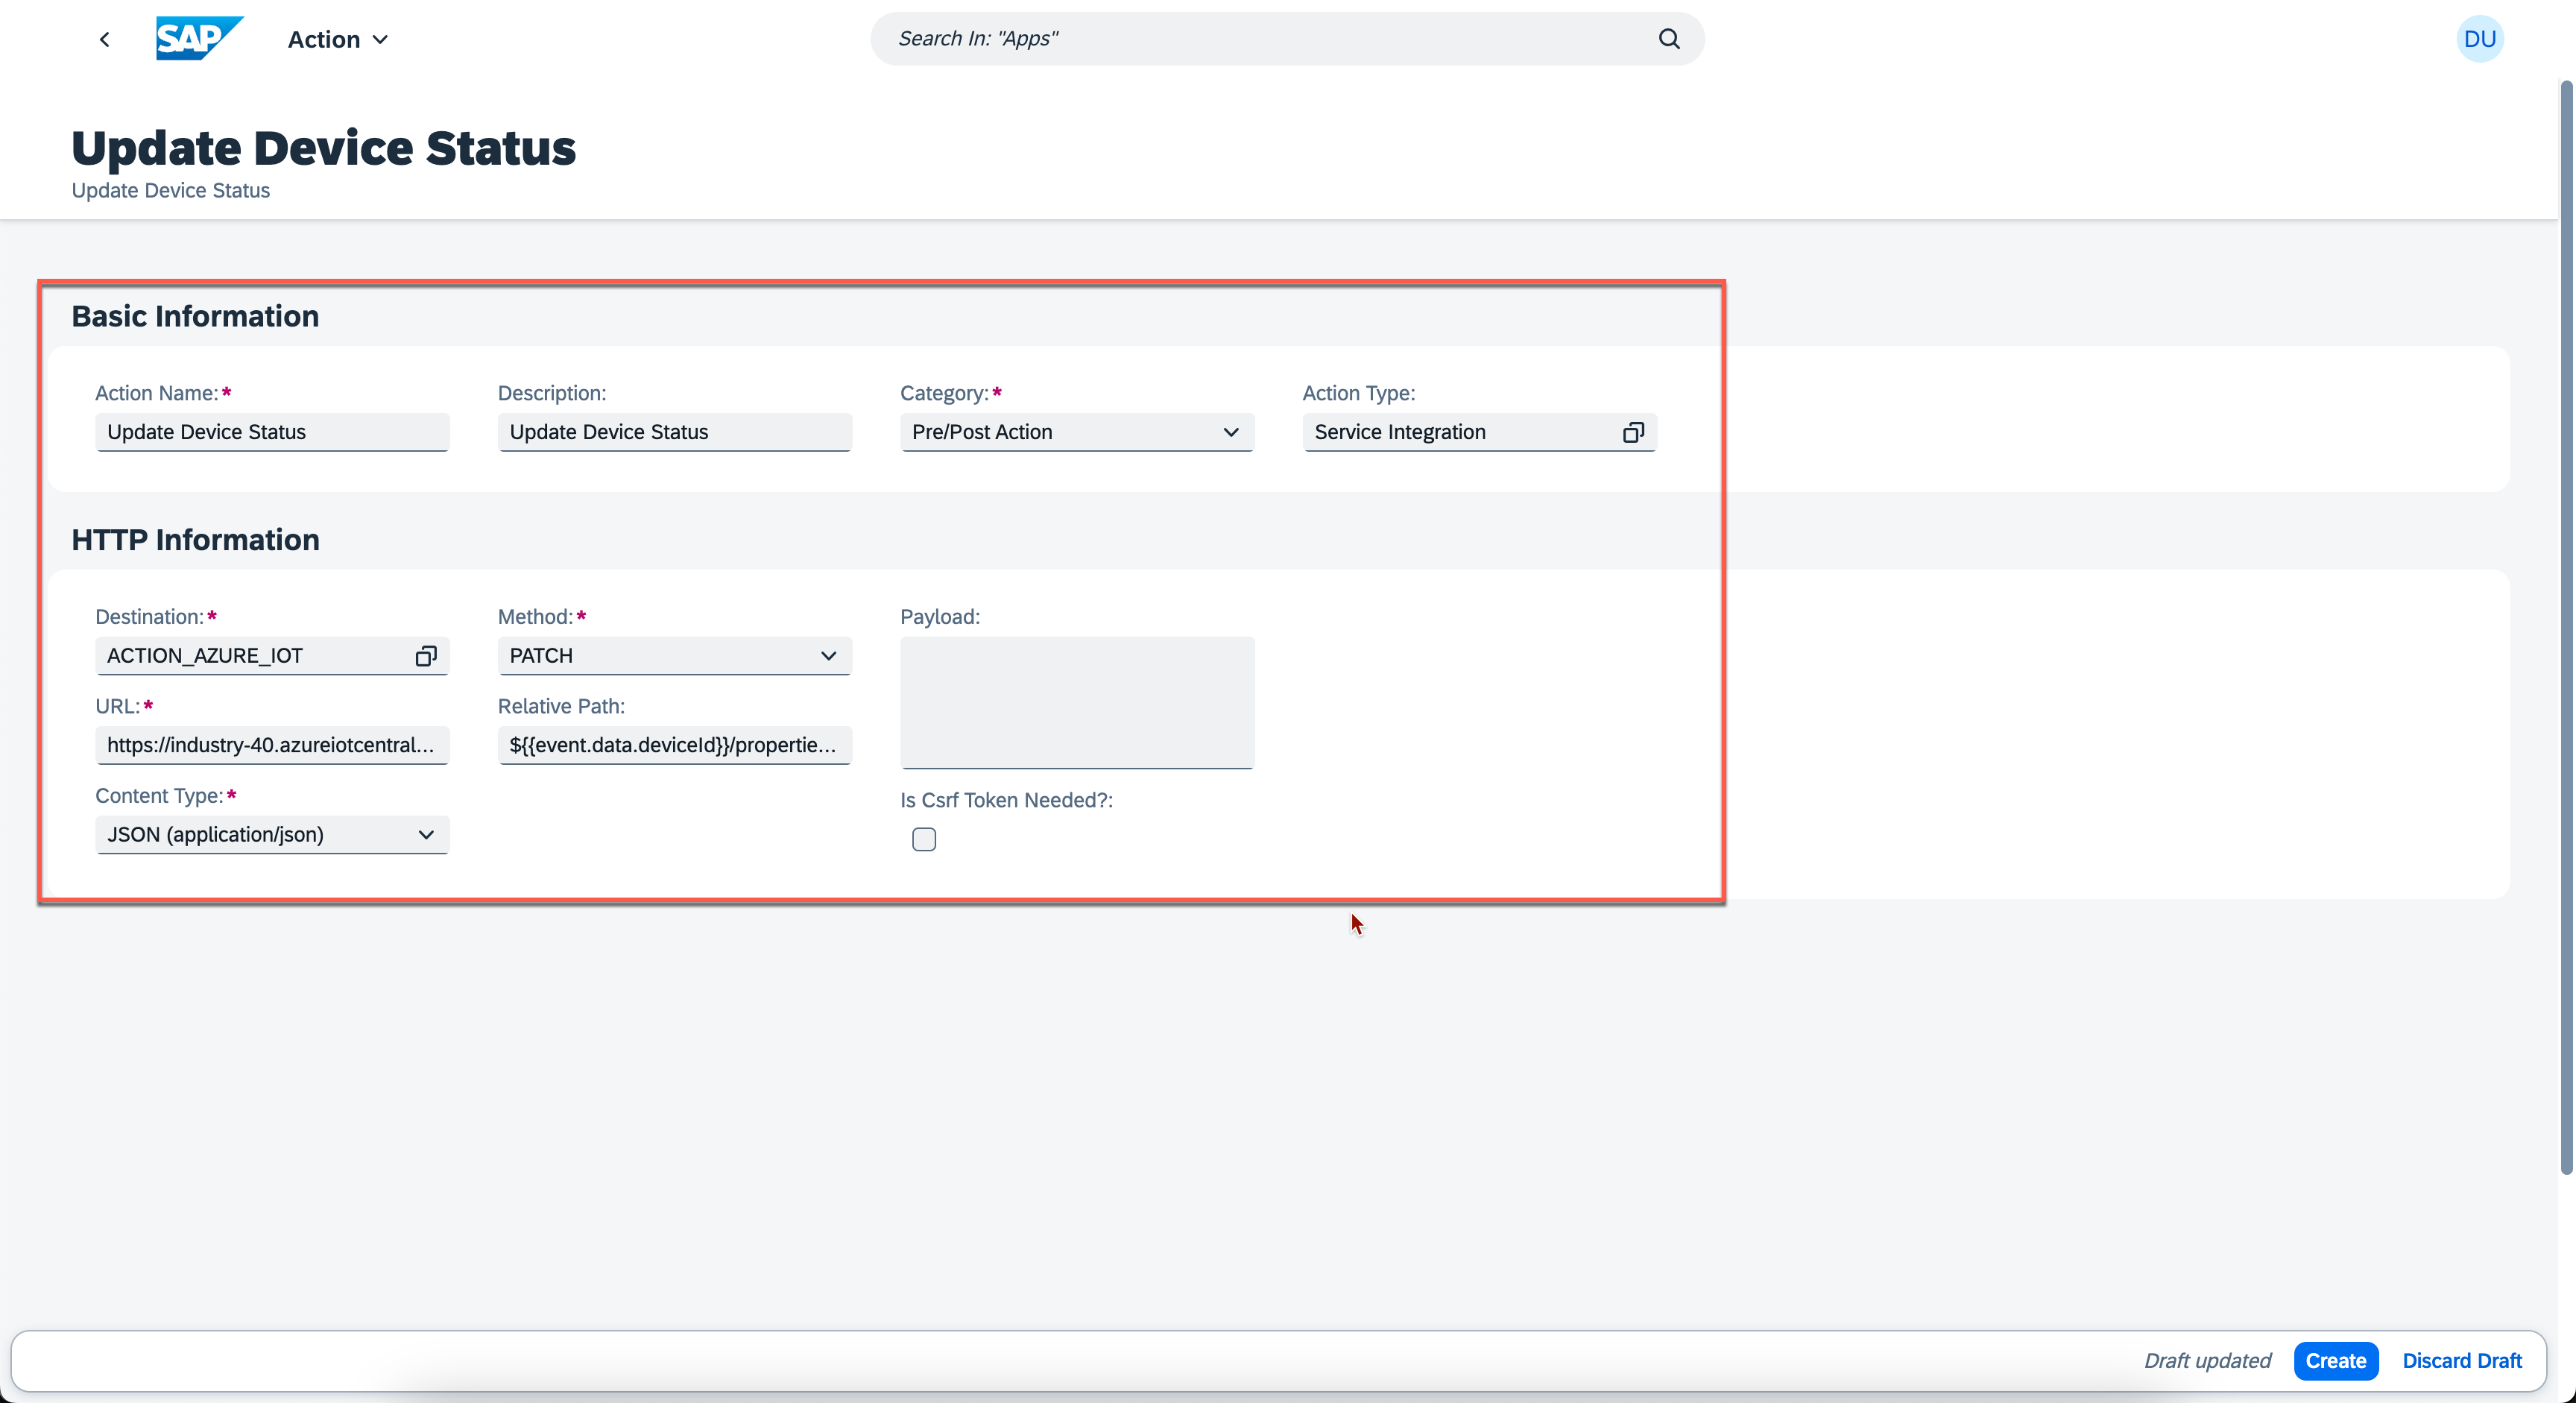 SAP Action Search In: "Apps" DU
Update Device Status
Update Device Status
Basic Information
Action Name:* Description: Category:* Action Type:
Update Device Status Update Device Status Pre/Post Action Service Integration
HTTP Information
Destination:* Method:* Payload:
ACTION_AZURE_IOT PATCH
URL:* Relative Path:
https://industry-40.azureiotcentral... ${{event.data.deviceId}}/propertie...
Content Type:* Is Csrf Token Needed?:
JSON (application/json)
Draft updated Create Discard Draft